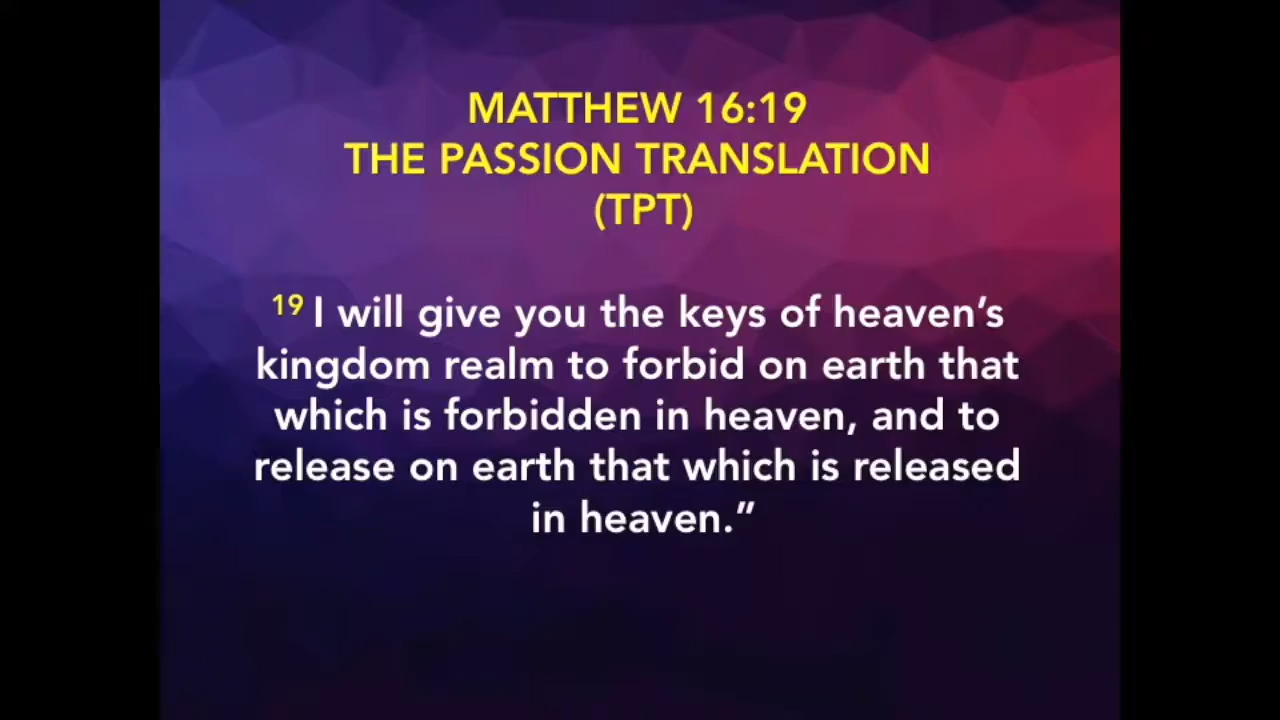 MATTHEW 16:19
THE PASSION TRANSLATION
(TPT)
19 I will give you the keys of heaven’s
kingdom realm to forbid on earth that
which is forbidden in heaven, and to
release on earth that which is released
in heaven.”